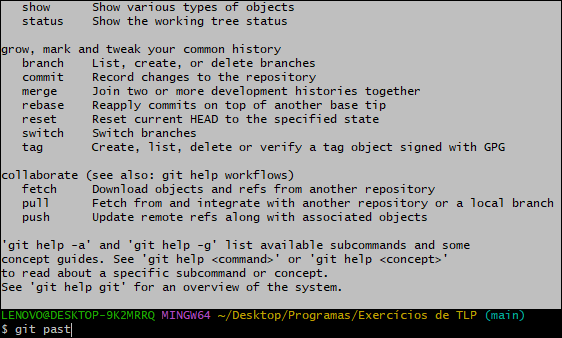 show Show various types of objects
status Show the working tree status
grow, mark and tweak your common history
branch List, create, or delete branches
commit Record changes to the repository
merge Join two or more development histories together
rebase Reapply commits on top of another base tip
reset Reset current HEAD to the specified state
switch Switch branches
tag Create, list, delete or verify a tag object signed with GPG
collaborate (see also: git help workflows)
fetch Download objects and refs from another repository
pull Fetch from and integrate with another repository or a local branch
push Update remote refs along with associated objects
'git help -a' and 'git help -g' list available subcommands and some
concept guides. See 'git help <command>' or 'git help <concept>'
to read about a specific subcommand or concept.
See 'git help git' for an overview of the system.
LENOVO@DESKTOP-9K2MRRQ MINGW64 ~/Desktop/Programas/Exercícios de TLP (main)
$ git past